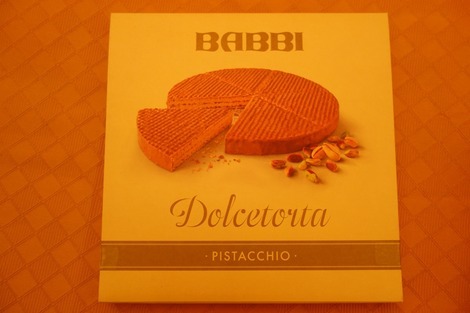 BABBI
Dolcetorta
· PISTACCHIO ·